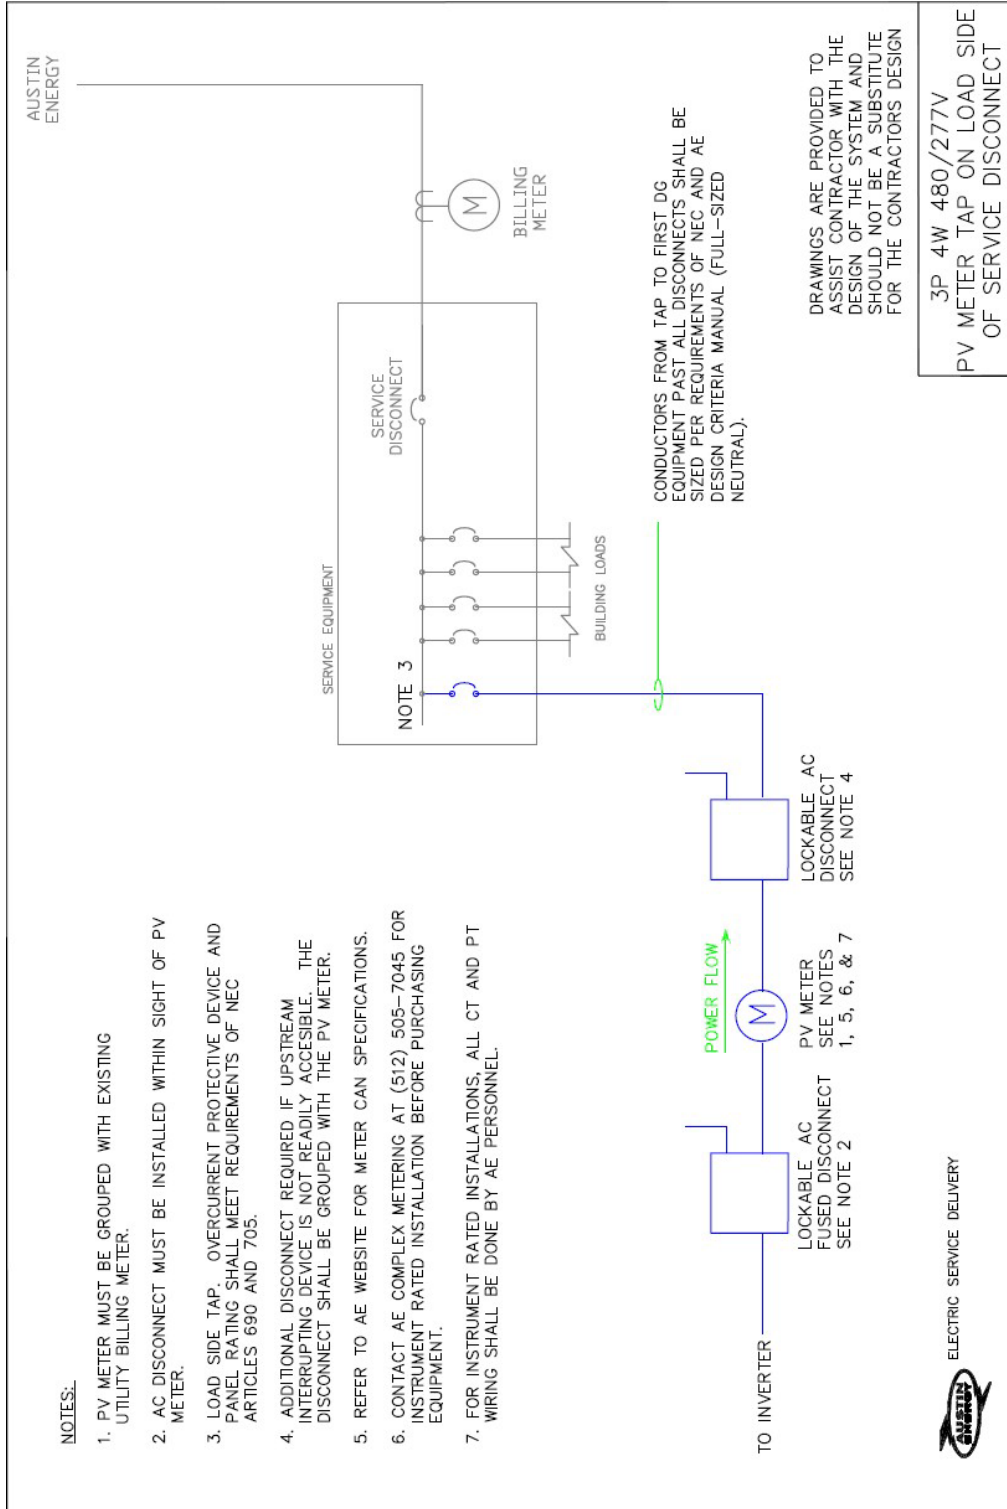 NOTES:
1. PV METER MUST BE GROUPED WITH EXISTING
UTILITY BILLING METER.
2. AC DISCONNECT MUST BE INSTALLED WITHIN SIGHT OF PV
METER.
3. LOAD SIDE TAP. OVERCURRENT PROTECTIVE DEVICE AND
PANEL RATING SHALL MEET REQUIREMENTS OF NEC
ARTICLES 690 AND 705.
4. ADDITIONAL DISCONNECT REQUIRED IF UPSTREAM
INTERRUPTING DEVICE IS NOT READILY ACCESIBLE. THE
DISCONNECT SHALL BE GROUPED WITH THE PV METER.
5. REFER TO AE WEBSITE FOR METER CAN SPECIFICATIONS.
6. CONTACT AE COMPLEX METERING AT (512) 505-7045 FOR
INSTRUMENT RATED INSTALLATION BEFORE PURCHASING
EQUIPMENT.
7. FOR INSTRUMENT RATED INSTALLATIONS, ALL CT AND PT
WIRING SHALL BE DONE BY AE PERSONNEL.
AUSTIN
ENERGY
M
BILLING
METER
SERVICE
DISCONNECT
SERVICE EQUIPMENT
NOTE 3
BUILDING LOADS
CONDUCTORS FROM TAP TO FIRST DG
EQUIPMENT PAST ALL DISCONNECTS SHALL BE
SIZED PER REQUIREMENTS OF NEC AND AE
DESIGN CRITERIA MANUAL (FULL-SIZED
NEUTRAL).
POWER FLOW
M
TO INVERTER
LOCKABLE AC
FUSED DISCONNECT
SEE NOTE 2
PV METER
SEE NOTES
1, 5, 6, & 7
LOCKABLE AC
DISCONNECT
SEE NOTE 4
DRAWINGS ARE PROVIDED TO
ASSIST CONTRACTOR WITH THE
DESIGN OF THE SYSTEM AND
SHOULD NOT BE A SUBSTITUTE
FOR THE CONTRACTORS DESIGN
AUSTIN
ENERGY
ELECTRIC SERVICE DELIVERY
3P 4W 480/277V
PV METER TAP ON LOAD SIDE
OF SERVICE DISCONNECT